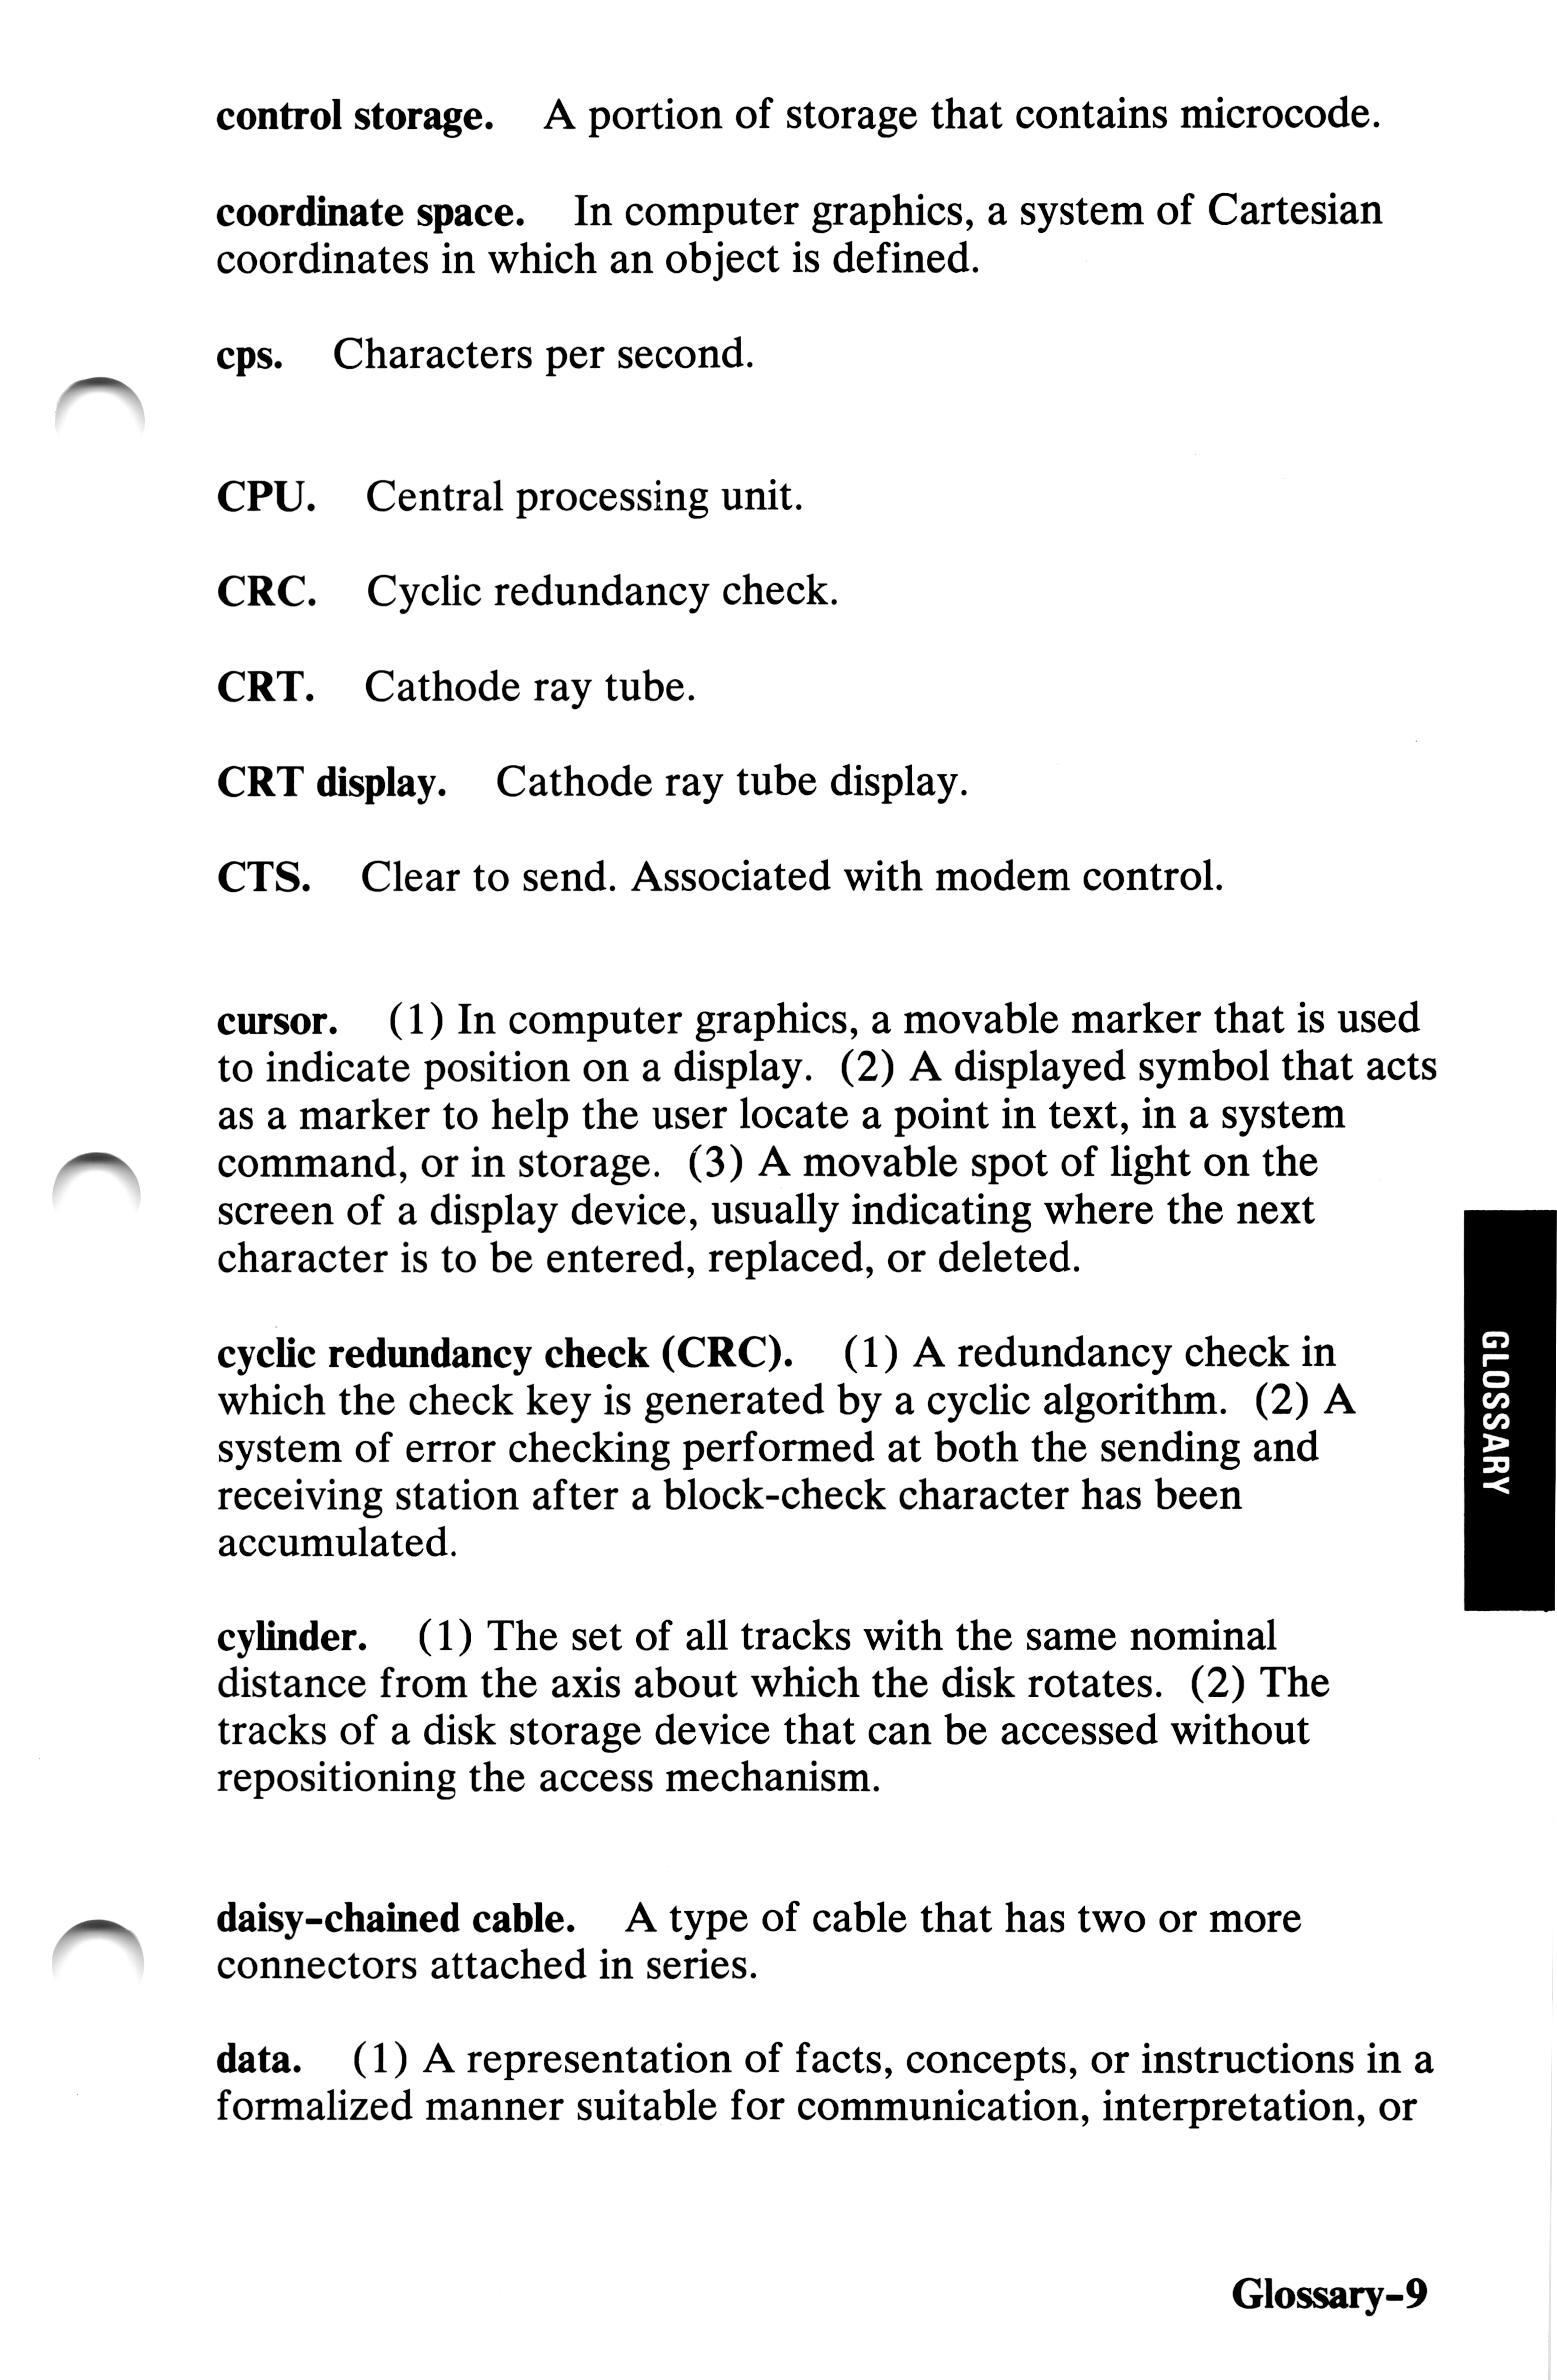 control storage. A portion of storage that contains microcode.
coordinate space. In computer graphics, a system of Cartesian
coordinates in which an object is defined.
cps. Characters per second.
CPU. Central processing unit.
CRC. Cyclic redundancy check.
CRT. Cathode ray tube.
CRT display. Cathode ray tube display.
CTS. Clear to send. Associated with modem control.
cursor. (1) In computer graphics, a movable marker that is used
to indicate position on a display. (2) A displayed symbol that acts
as a marker to help the user locate a point in text, in a system
command, or in storage. (3) A movable spot of light on the
screen of a display device, usually indicating where the next
character is to be entered, replaced, or deleted.
cyclic redundancy check (CRC). (1) A redundancy check in
which the check key is generated by a cyclic algorithm. (2) A
system of error checking performed at both the sending and
receiving station after a block-check character has been
accumulated.
cylinder. (1) The set of all tracks with the same nominal
distance from the axis about which the disk rotates. (2) The
tracks of a disk storage device that can be accessed without
repositioning the access mechanism.
daisy-chained cable. A type of cable that has two or more
connectors attached in series.
data. (1) A representation of facts, concepts, or instructions in a
formalized manner suitable for communication, interpretation, or
GLOSSARY
Glossary-9